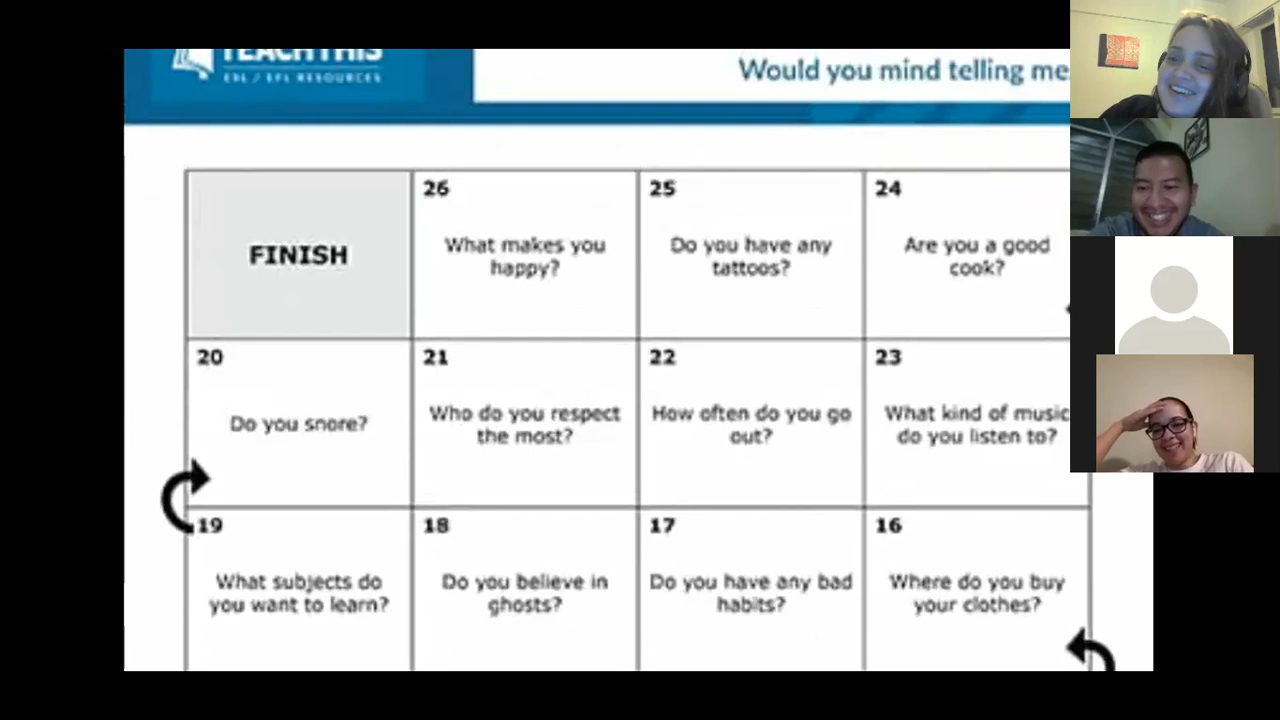 TEACHTHIS
ESL / EFL RESOURCES
Would you mind telling me
FINISH
26
What makes you
happy?
25
Do you have any
tattoos?
24
Are you a good
cook?
20
Do you snore?
21
Who do you respect
the most?
22
How often do you go
out?
23
What kind of music
do you listen to?
19
What subjects do
you want to learn?
18
Do you believe in
ghosts?
17
Do you have any bad
habits?
16
Where do you buy
your clothes?